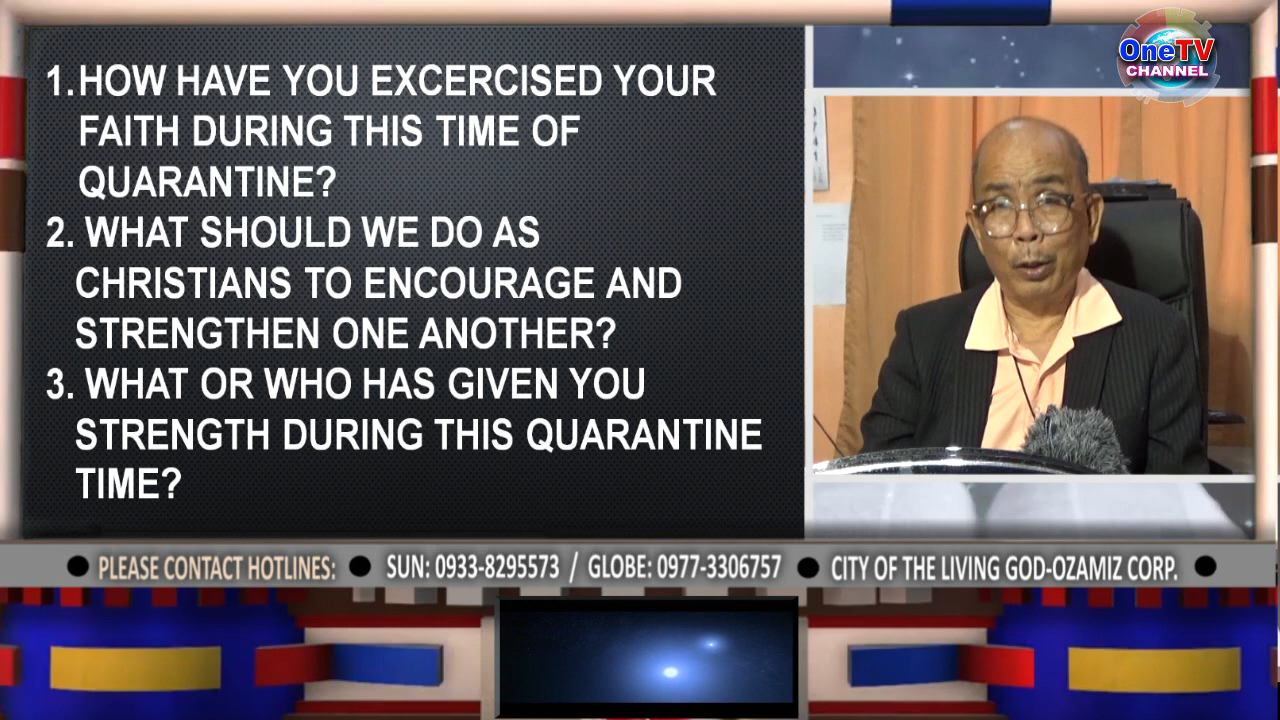 1.HOW HAVE YOU EXCERCISED YOUR
FAITH DURING THIS TIME OF
QUARANTINE?
2. WHAT SHOULD WE DO AS
CHRISTIANS TO ENCOURAGE AND
STRENGTHEN ONE ANOTHER?
3. WHAT OR WHO HAS GIVEN YOU
STRENGTH DURING THIS QUARANTINE
TIME?
OneTV
CHANNEL
● PLEASE CONTACT HOTLINES: ● SUN: 0933-8295573 / GLOBE: 0977-3306757 ● CITY OF THE LIVING GOD-OZAMIZ CORP. ●